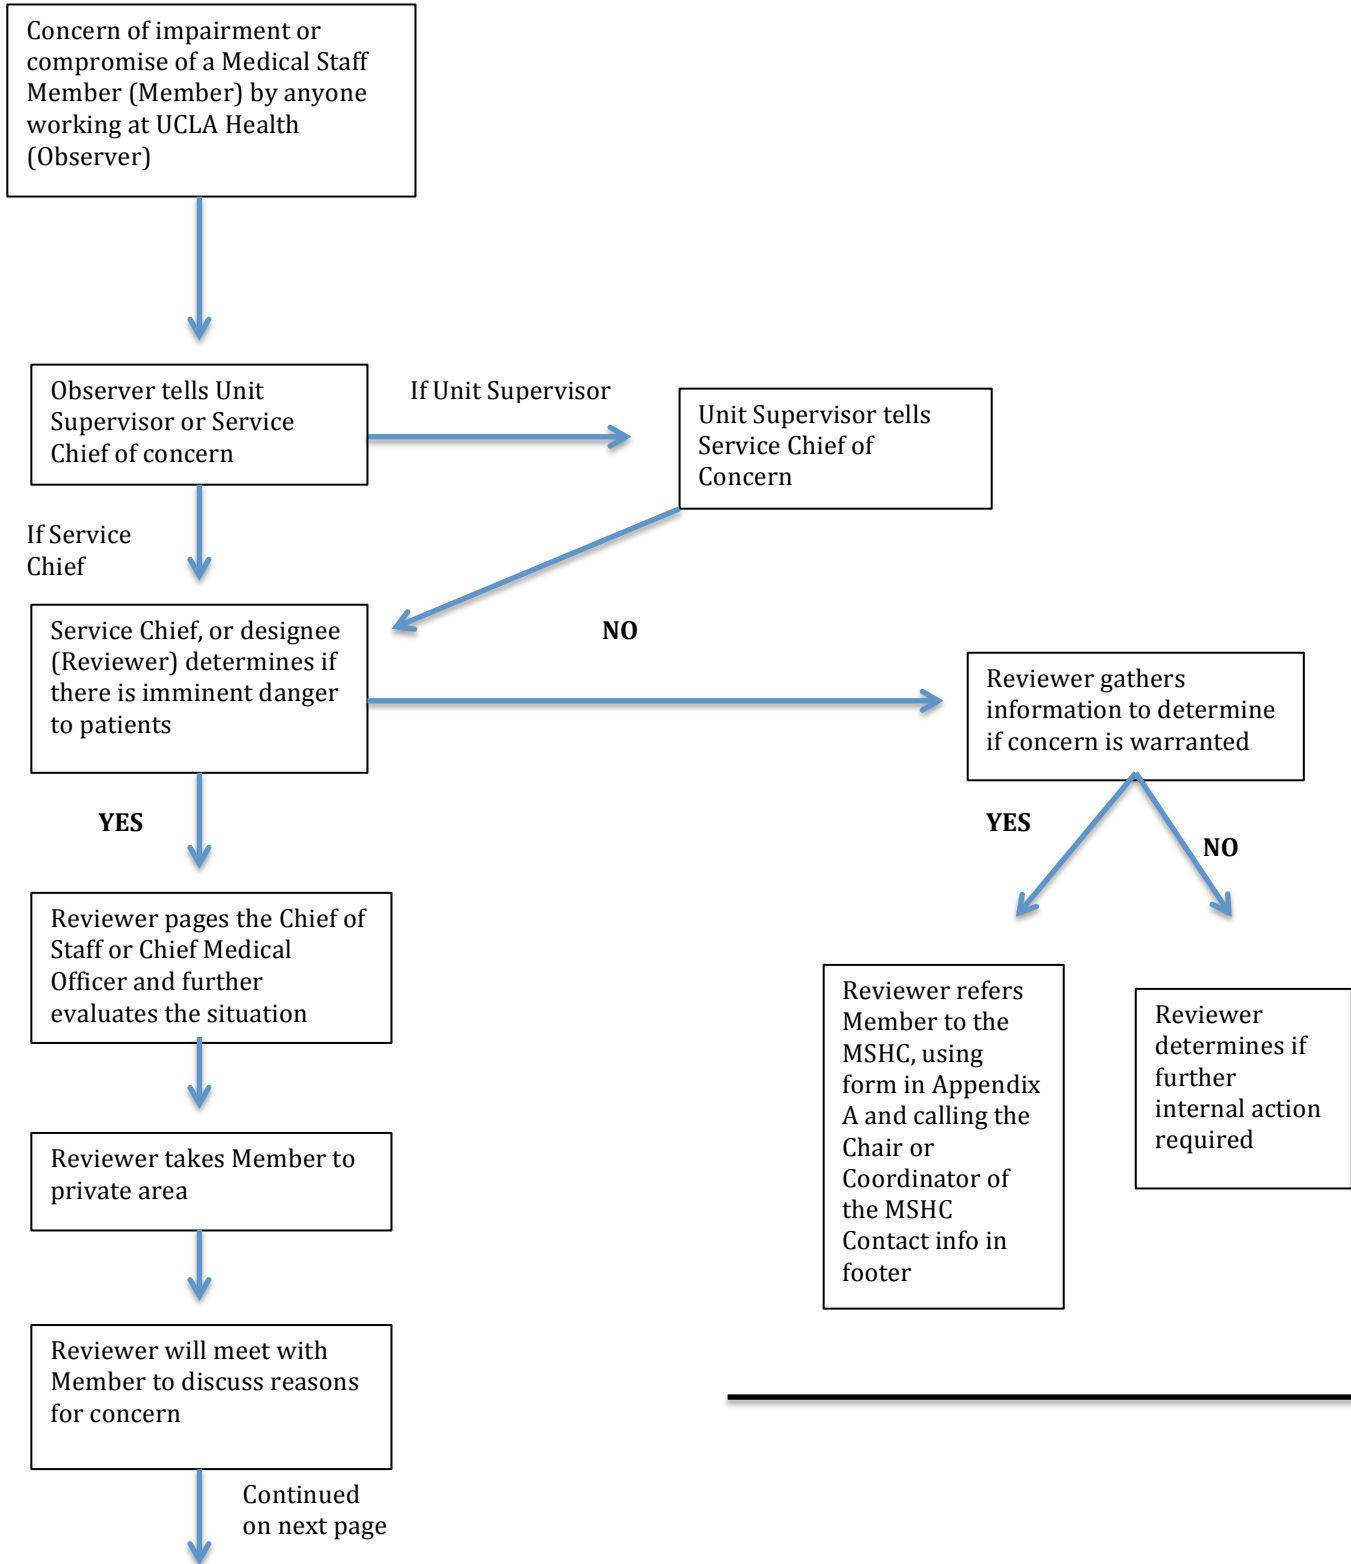 Concern of impairment or
compromise of a Medical Staff
Member (Member) by anyone
working at UCLA Health
(Observer)
Observer tells Unit
Supervisor or Service
Chief of concern
If Unit Supervisor
Unit Supervisor tells
Service Chief of
Concern
If Service
Chief
Service Chief, or designee
(Reviewer) determines if
there is imminent danger
to patients
NO
Reviewer gathers
information to determine
if concern is warranted
YES
YES
NO
Reviewer pages the Chief of
Staff or Chief Medical
Officer and further
evaluates the situation
Reviewer refers
Member to the
MSHC, using
form in Appendix
A and calling the
Chair or
Coordinator of
the MSHC
Contact info in
footer
Reviewer
determines if
further
internal action
required
Reviewer takes Member to
private area
Reviewer will meet with
Member to discuss reasons
for concern
Continued
on next page